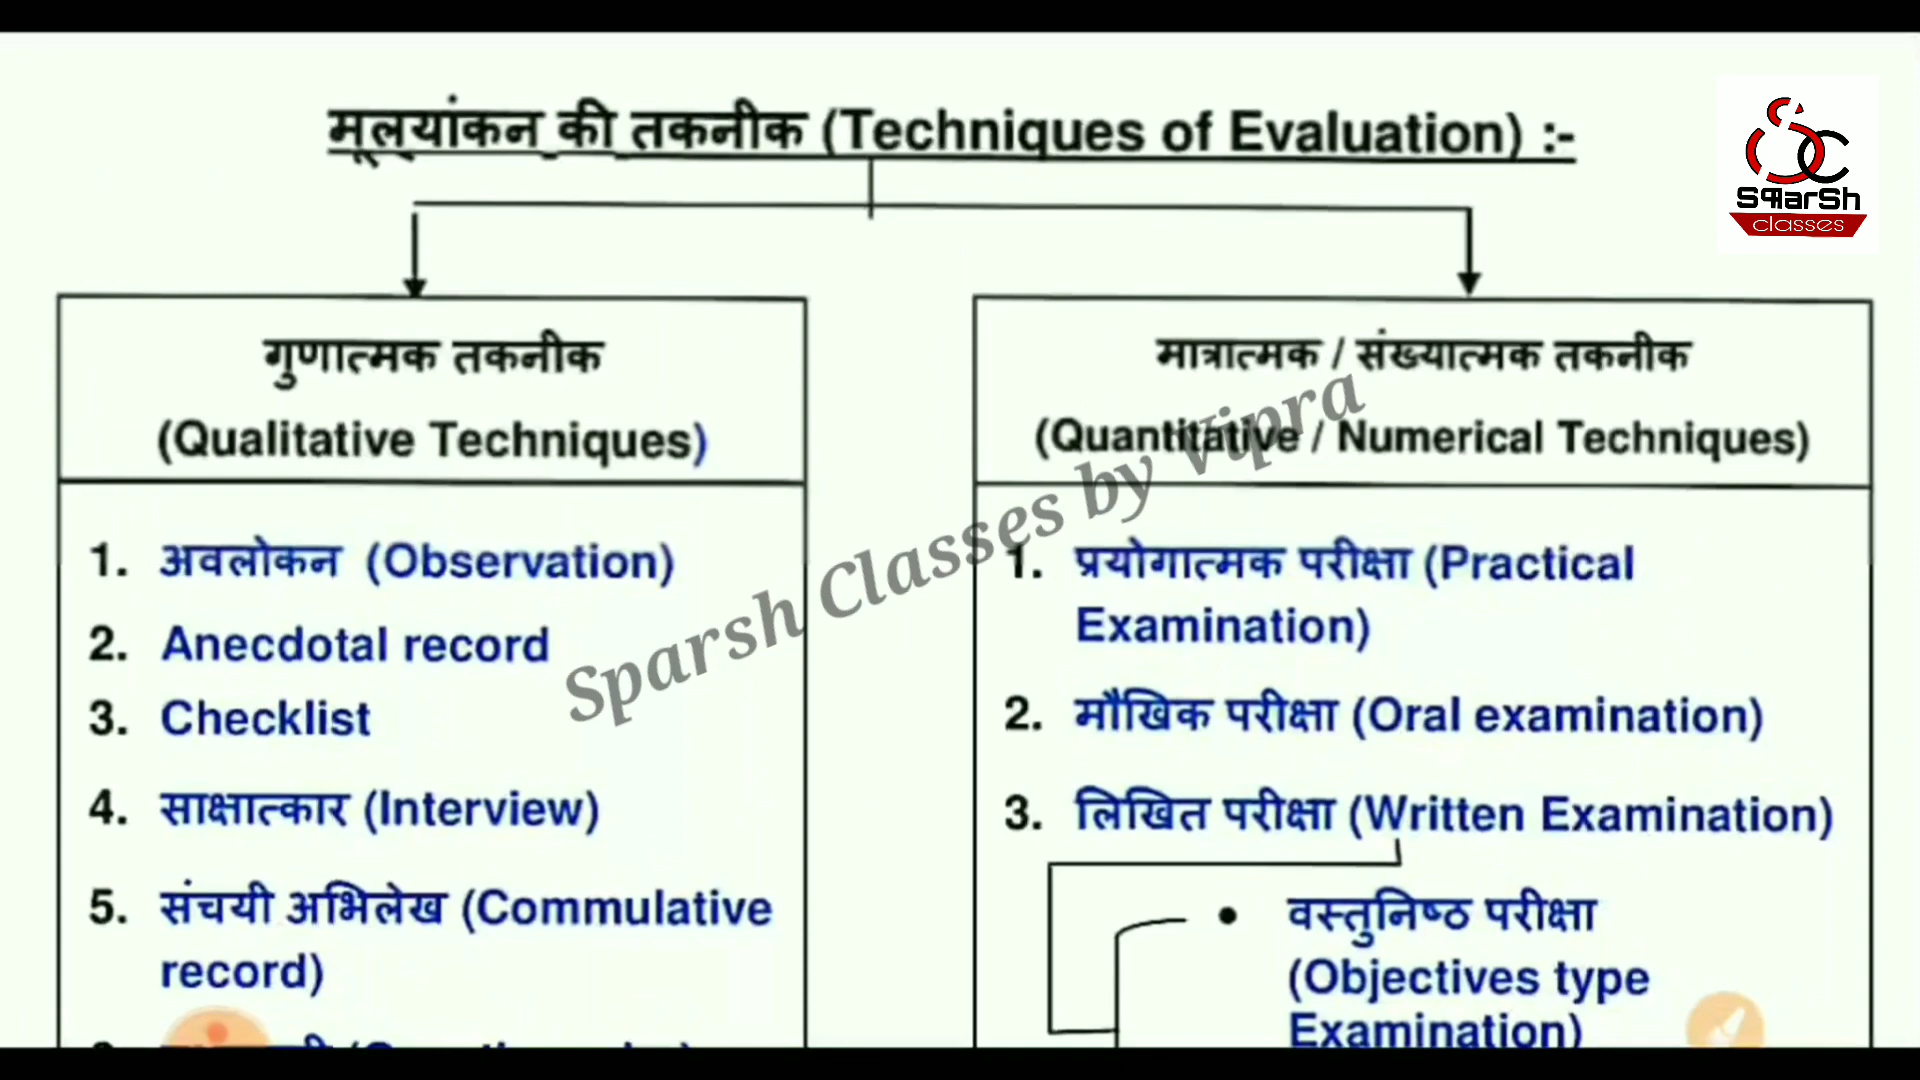 मूल्यांकन की तकनीक (Techniques of Evaluation) :-
SपarSh
classes
गुणात्मक तकनीक
(Qualitative Techniques)
1. अवलोकन (Observation)
2. Anecdotal record
3. Checklist
4. साक्षात्कार (Interview)
5. संचयी अभिलेख (Commulative
record)
मात्रात्मक / संख्यात्मक तकनीक
(Quantitative / Numerical Techniques)
1. प्रयोगात्मक परीक्षा (Practical
Examination)
2. मौखिक परीक्षा (Oral examination)
3. लिखित परीक्षा (Written Examination)
• वस्तुनिष्ठ परीक्षा
(Objectives type
Examination)
Sparsh Classes by Vipra